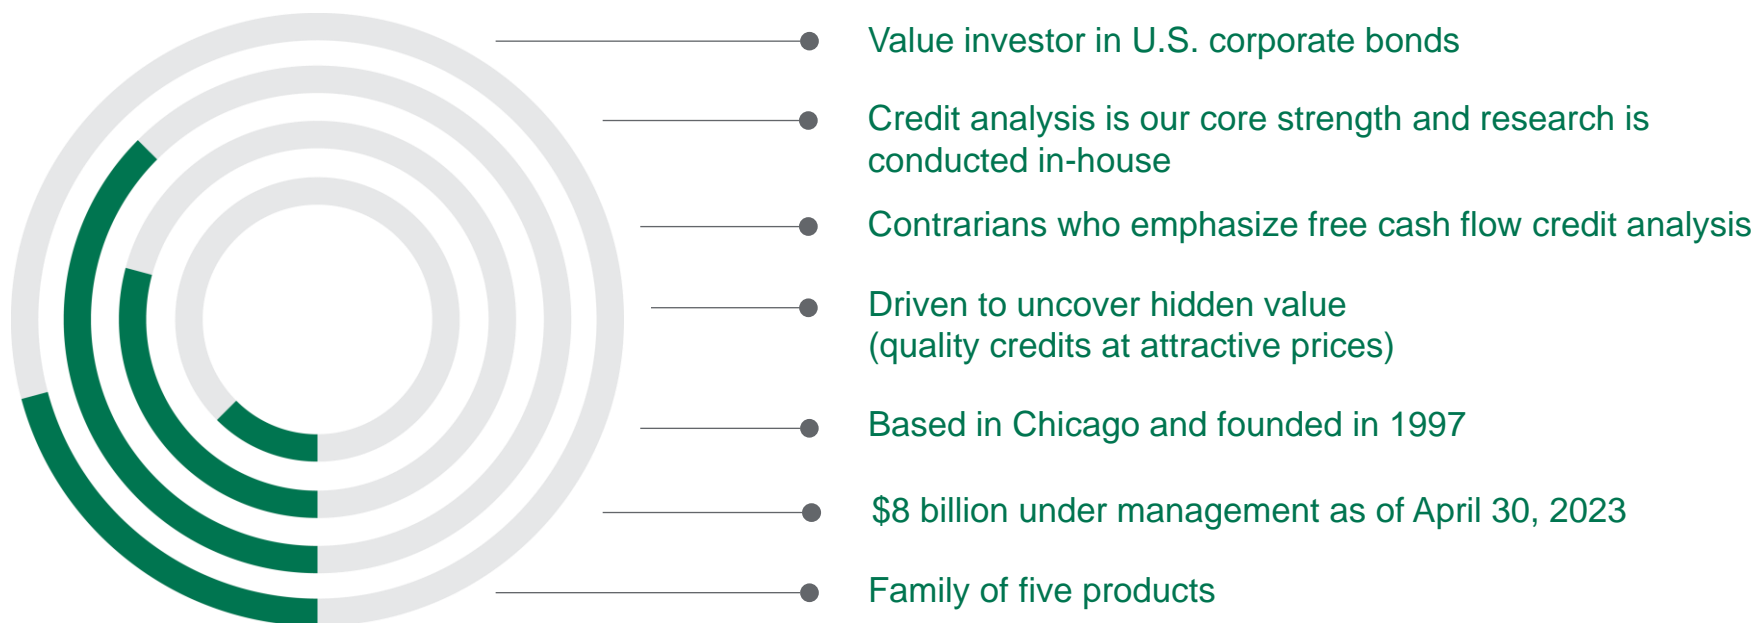 Value investor in U.S. corporate bonds
Credit analysis is our core strength and research is
conducted in-house
Contrarians who emphasize free cash flow credit analysis
Driven to uncover hidden value
(quality credits at attractive prices)
Based in Chicago and founded in 1997
$8 billion under management as of April 30, 2023
Family of five products